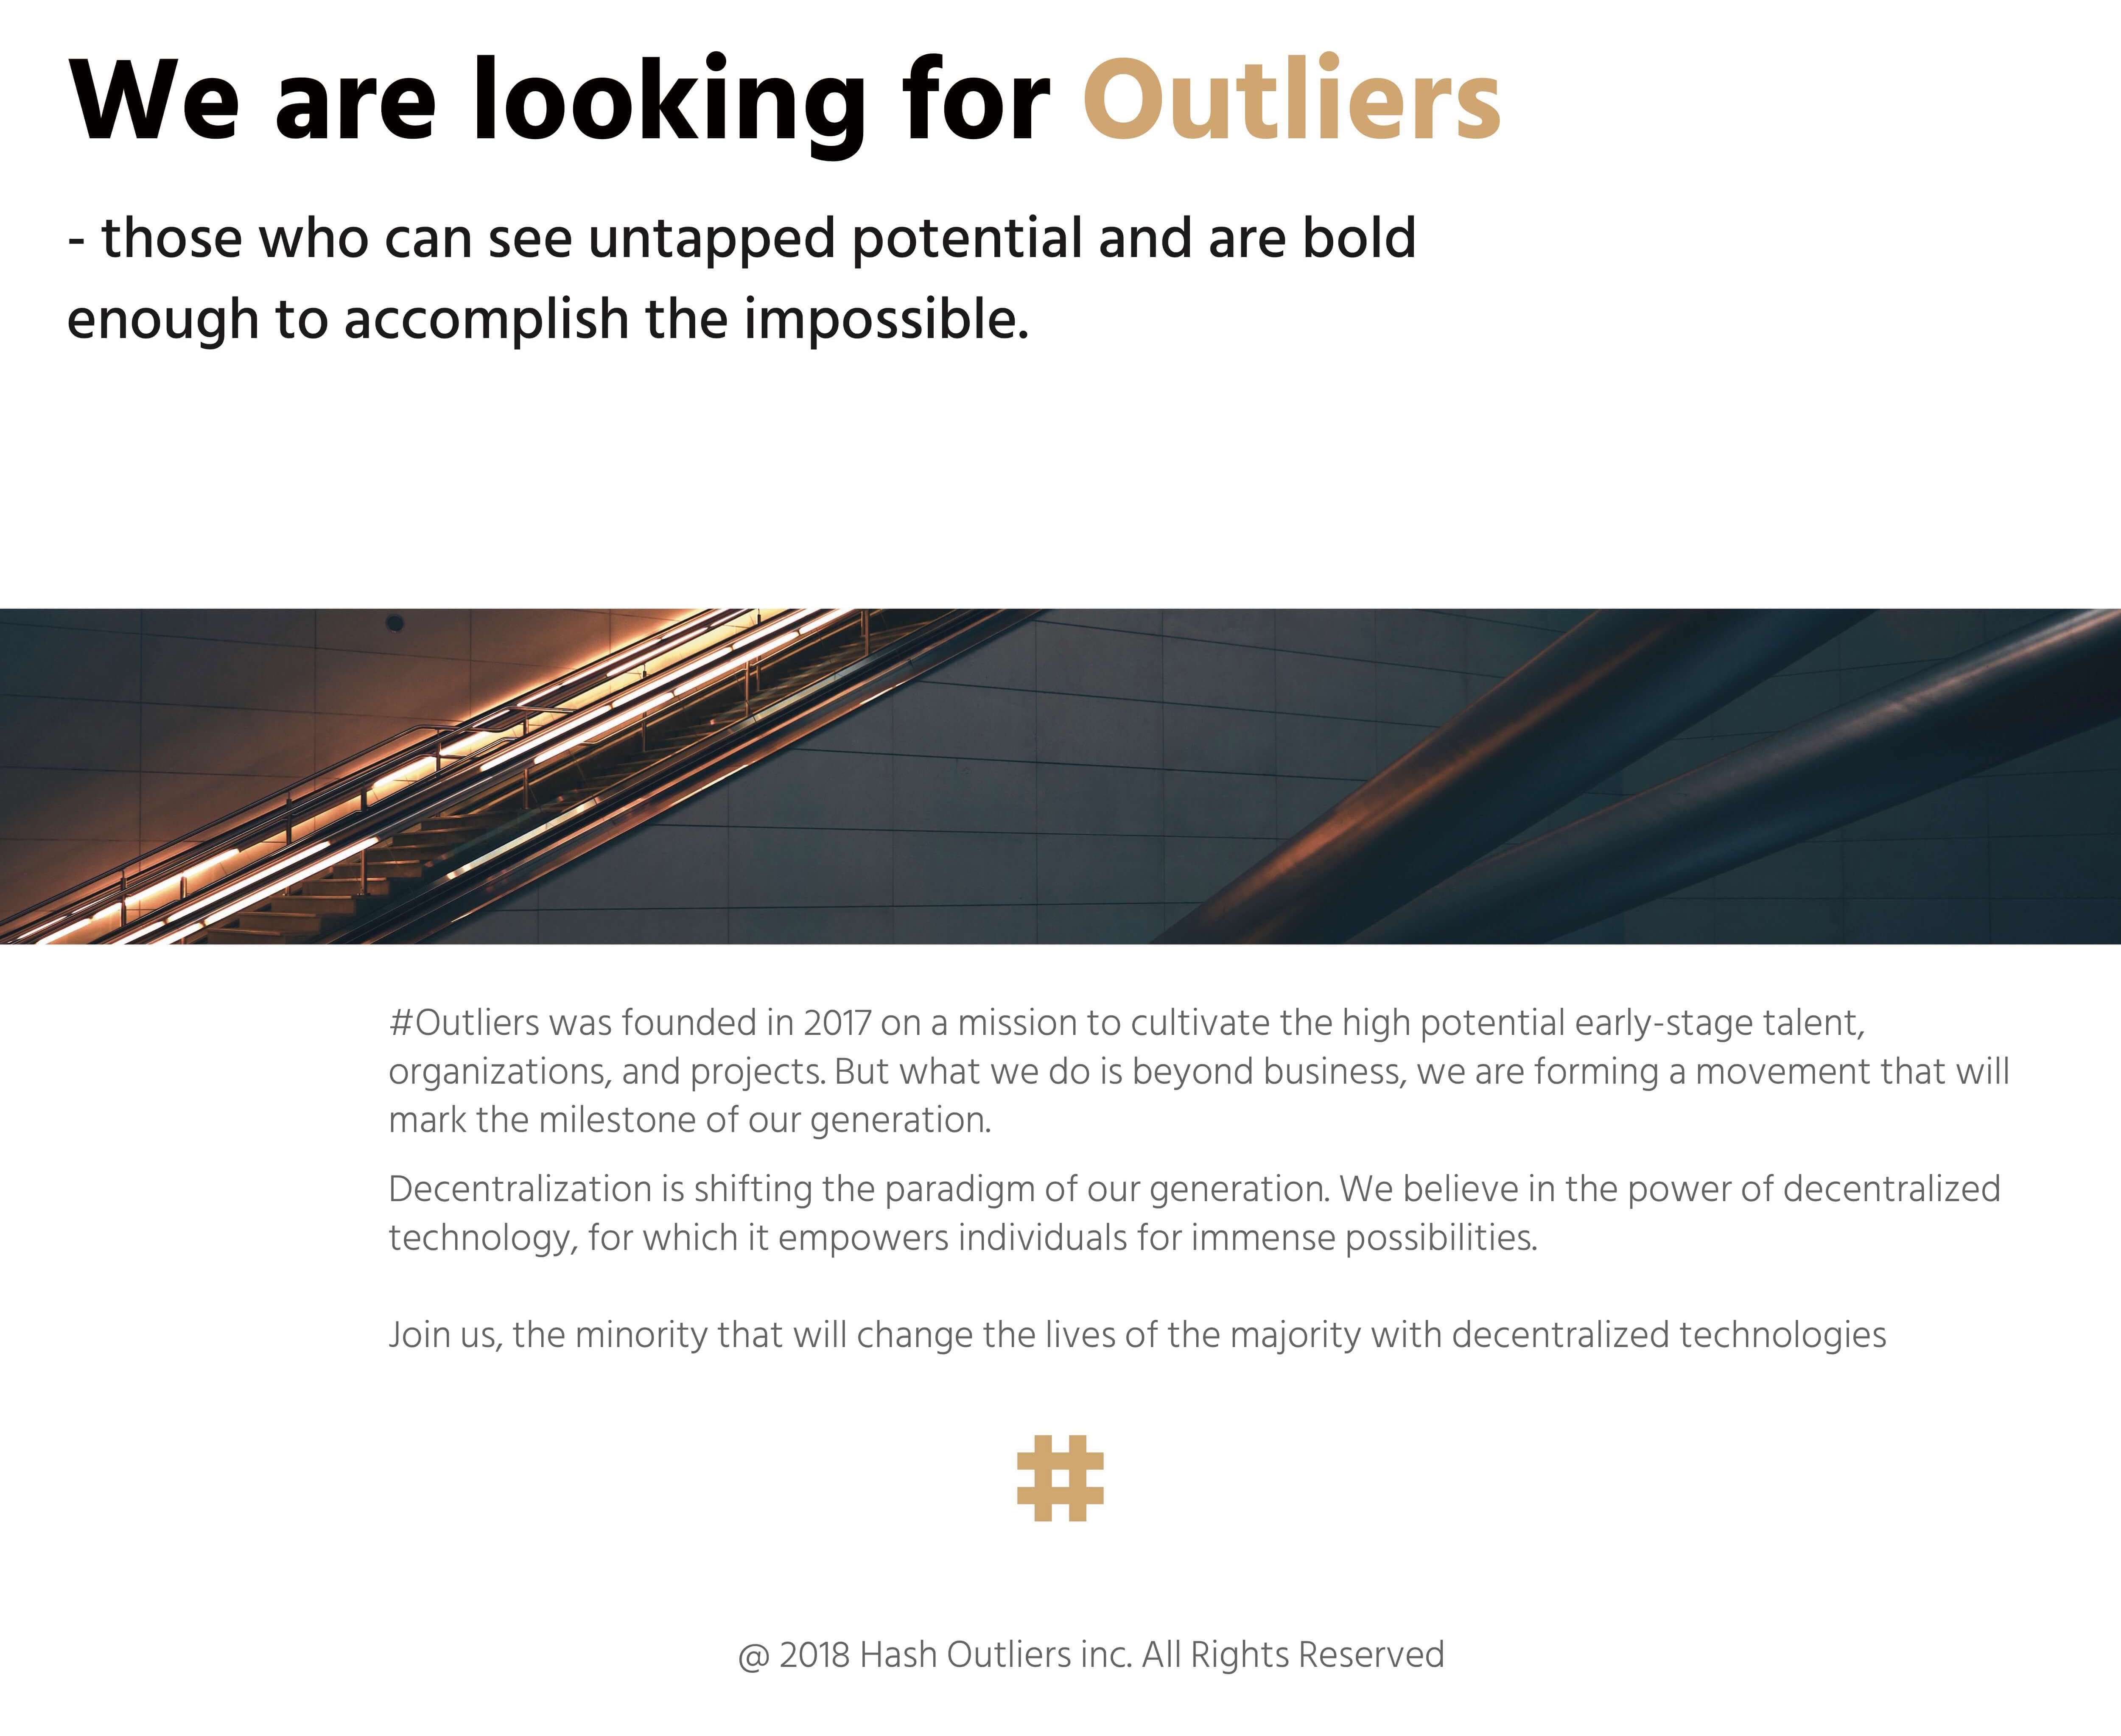 We are looking for Outliers
- those who can see untapped potential and are bold
enough to accomplish the impossible.
#Outliers was founded in 2017 on a mission to cultivate the high potential early-stage talent,
organizations, and projects. But what we do is beyond business, we are forming a movement that will
mark the milestone of our generation.
Decentralization is shifting the paradigm of our generation. We believe in the power of decentralized
technology, for which it empowers individuals for immense possibilities.
Join us, the minority that will change the lives of the majority with decentralized technologies
#
@ 2018 Hash Outliers inc. All Rights Reserved